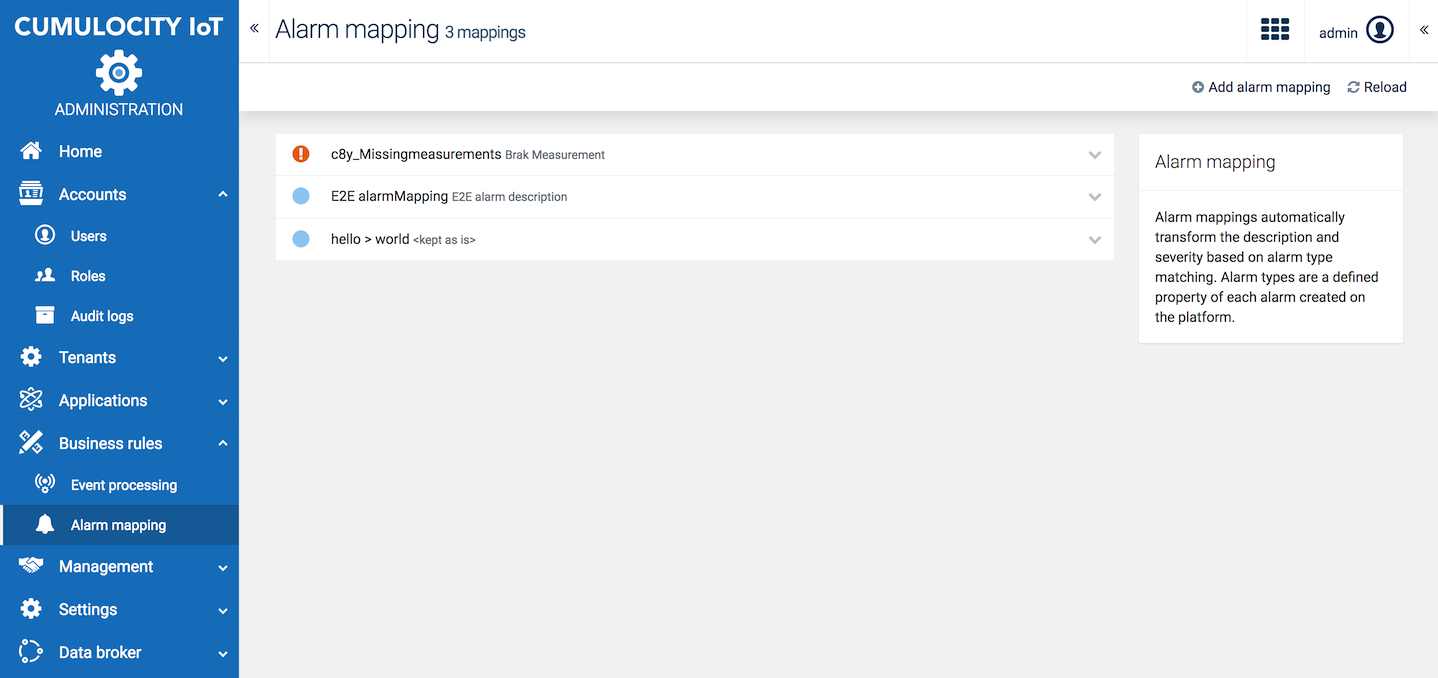 CUMULOCITY IoT
ADMINISTRATION
Home
Accounts
Users
Roles
Audit logs
Tenants
Applications
Business rules
Event processing
Alarm mapping
Management
Settings
Data broker
Alarm mapping 3 mappings
admin
Add alarm mapping
Reload
c8y_Missingmeasurements Brak Measurement
E2E alarmMapping E2E alarm description
hello > world <kept as is>
Alarm mapping
Alarm mappings automatically
transform the description and
severity based on alarm type
matching. Alarm types are a defined
property of each alarm created on
the platform.